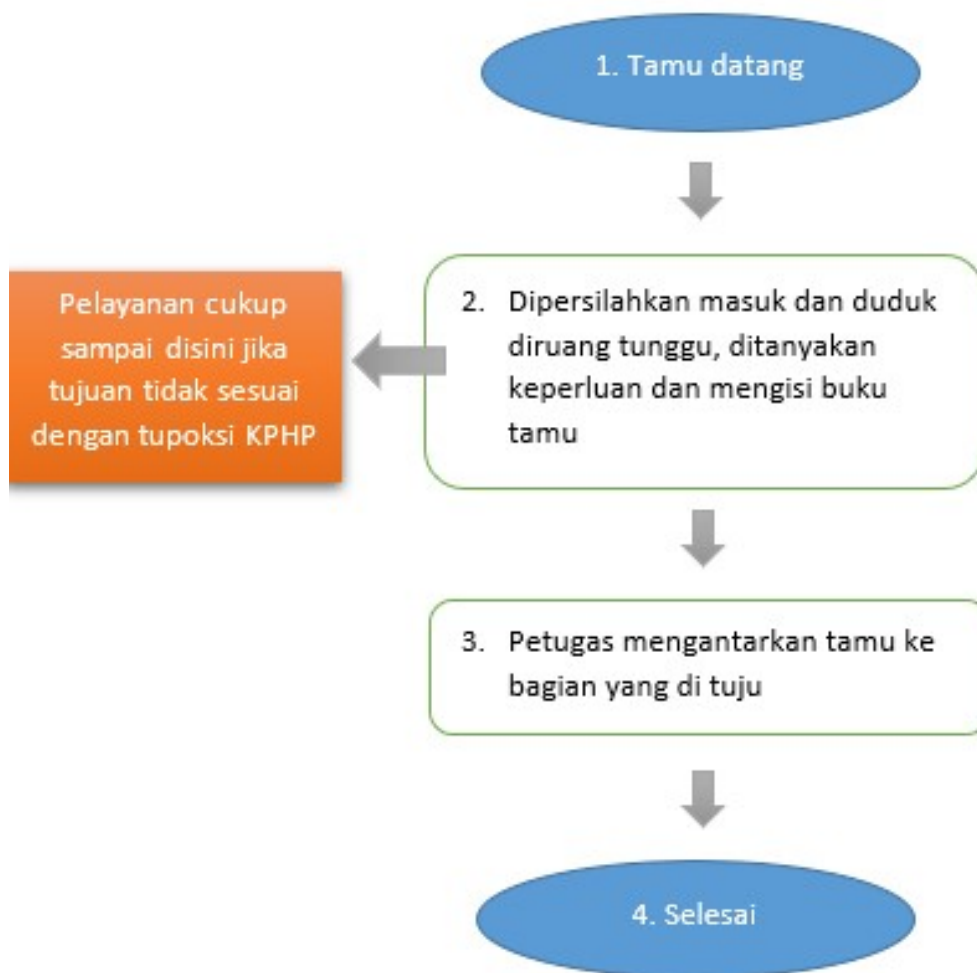 1. Tamu datang
2. Dipersilahkan masuk dan duduk
diruang tunggu, ditanyakan
keperluan dan mengisi buku
tamu
Pelayanan cukup
sampai disini jika
tujuan tidak sesuai
dengan tupoksi KPHP
3. Petugas mengantarkan tamu ke
bagian yang di tuju
4. Selesai